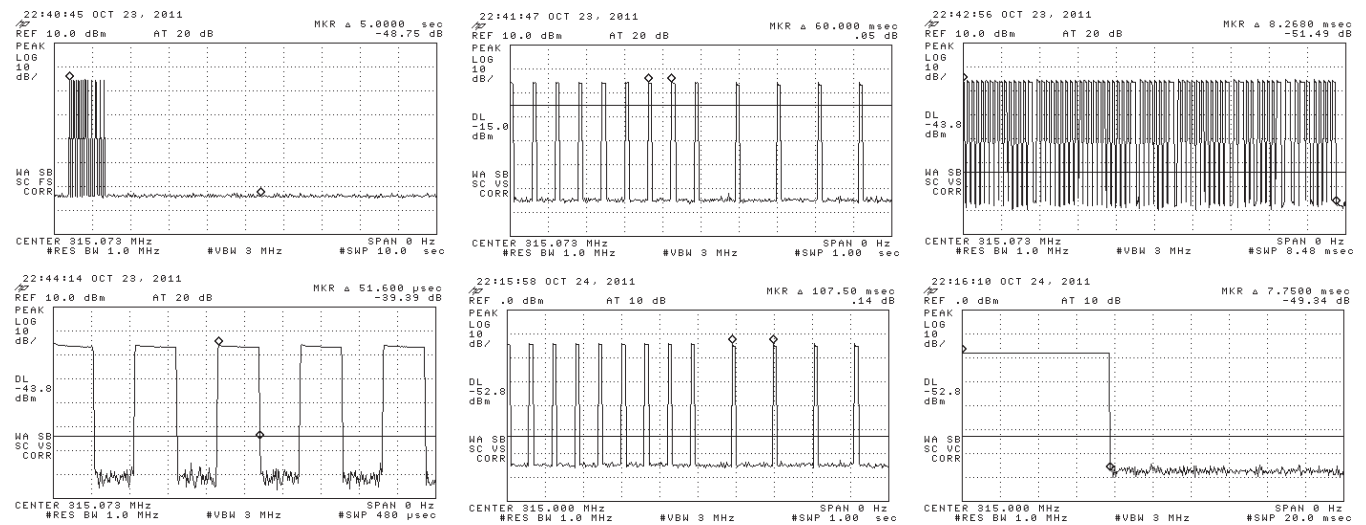 22:40:45 OCT 23, 2011
MKR Δ 5.0000 sec
REF 10.0 dBm AT 20 dB -48.75 dB
PEAK
LOG
10
dB/
WA SB
SC FS
CORR
CENTER 315.073 MHz SPAN 0 Hz
#RES BW 1.0 MHz #VBW 3 MHz #SWP 10.0 sec
22:41:47 OCT 23, 2011
MKR Δ 60.000 msec
REF 10.0 dBm AT 20 dB .05 dB
PEAK
LOG
10
dB/
DL
-15.0
dBm
WA SB
SC VS
CORR
CENTER 315.073 MHz SPAN 0 Hz
#RES BW 1.0 MHz #VBW 3 MHz #SWP 1.00 sec
22:42:56 OCT 23, 2011
MKR Δ 8.2680 msec
REF 10.0 dBm AT 20 dB -51.49 dB
PEAK
LOG
10
dB/
DL
-43.8
dBm
WA SB
SC VS
CORR
CENTER 315.073 MHz SPAN 0 Hz
#RES BW 1.0 MHz #VBW 3 MHz #SWP 8.48 msec
22:44:14 OCT 23, 2011
MKR Δ 51.600 μsec
REF 10.0 dBm AT 20 dB -39.39 dB
PEAK
LOG
10
dB/
DL
-43.8
dBm
WA SB
SC VS
CORR
CENTER 315.073 MHz SPAN 0 Hz
#RES BW 1.0 MHz #VBW 3 MHz #SWP 480 μsec
22:15:58 OCT 24, 2011
MKR Δ 107.50 msec
REF .0 dBm AT 10 dB .14 dB
PEAK
LOG
10
dB/
DL
-52.8
dBm
WA SB
SC VS
CORR
CENTER 315.000 MHz SPAN 0 Hz
#RES BW 1.0 MHz #VBW 3 MHz #SWP 1.00 sec
22:16:10 OCT 24, 2011
MKR Δ 7.7500 msec
REF .0 dBm AT 10 dB -49.34 dB
PEAK
LOG
10
dB/
DL
-52.8
dBm
WA SB
SC VC
CORR
CENTER 315.000 MHz SPAN 0 Hz
#RES BW 1.0 MHz #VBW 3 MHz #SWP 20.0 msec